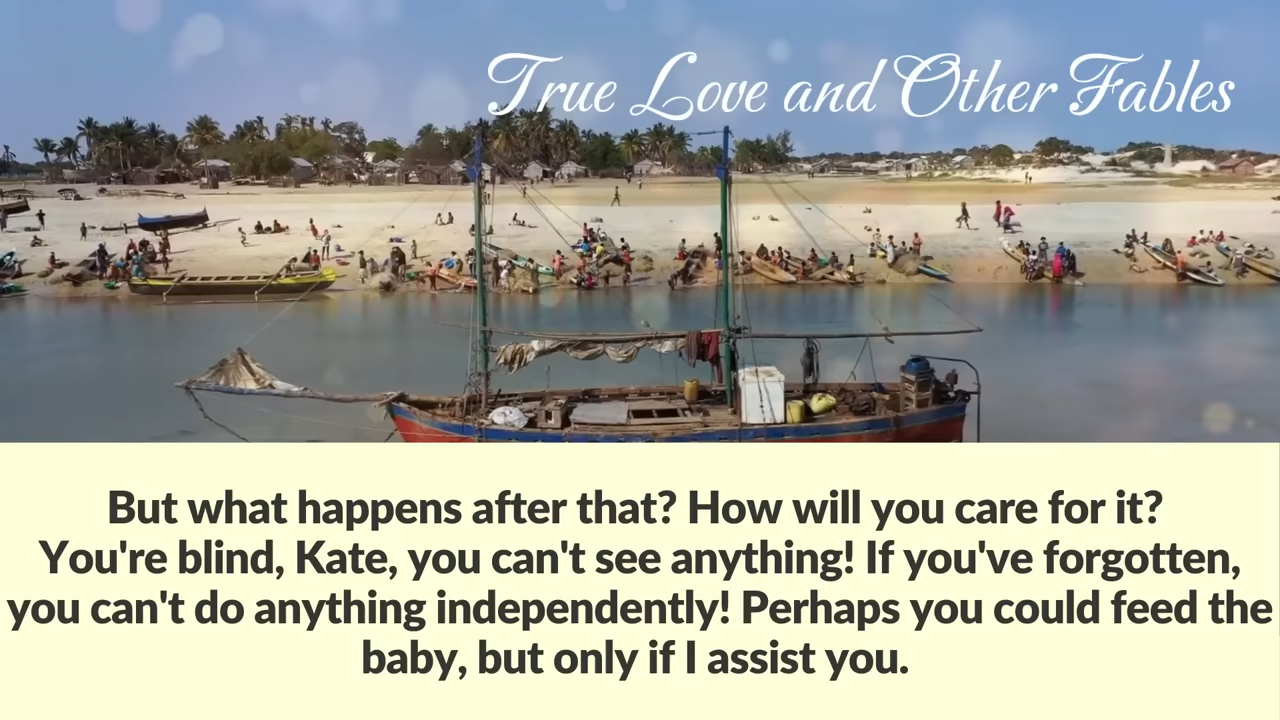 True Love and Other Fables
But what happens after that? How will you care for it?
You're blind, Kate, you can't see anything! If you've forgotten,
you can't do anything independently! Perhaps you could feed the
baby, but only if I assist you.